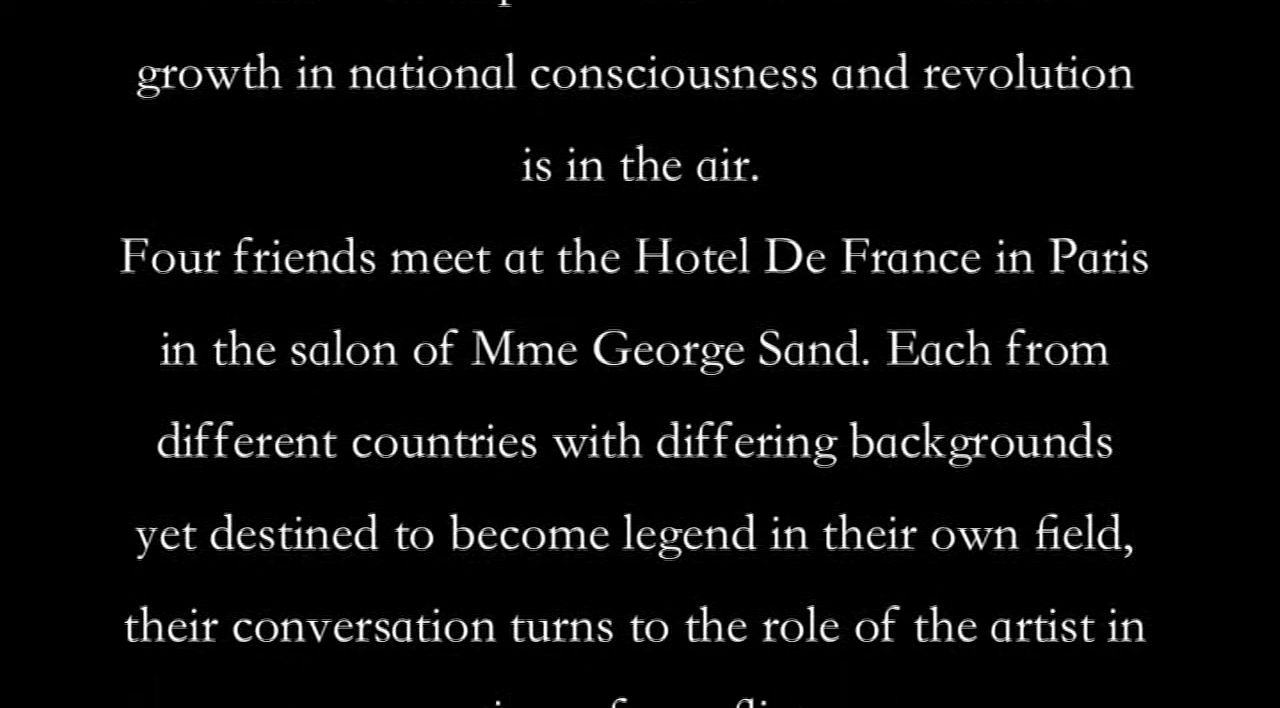 growth in national consciousness and revolution
is in the air.
Four friends meet at the Hotel De France in Paris
in the salon of Mme George Sand. Each from
different countries with differing backgrounds
yet destined to become legend in their own field,
their conversation turns to the role of the artist in